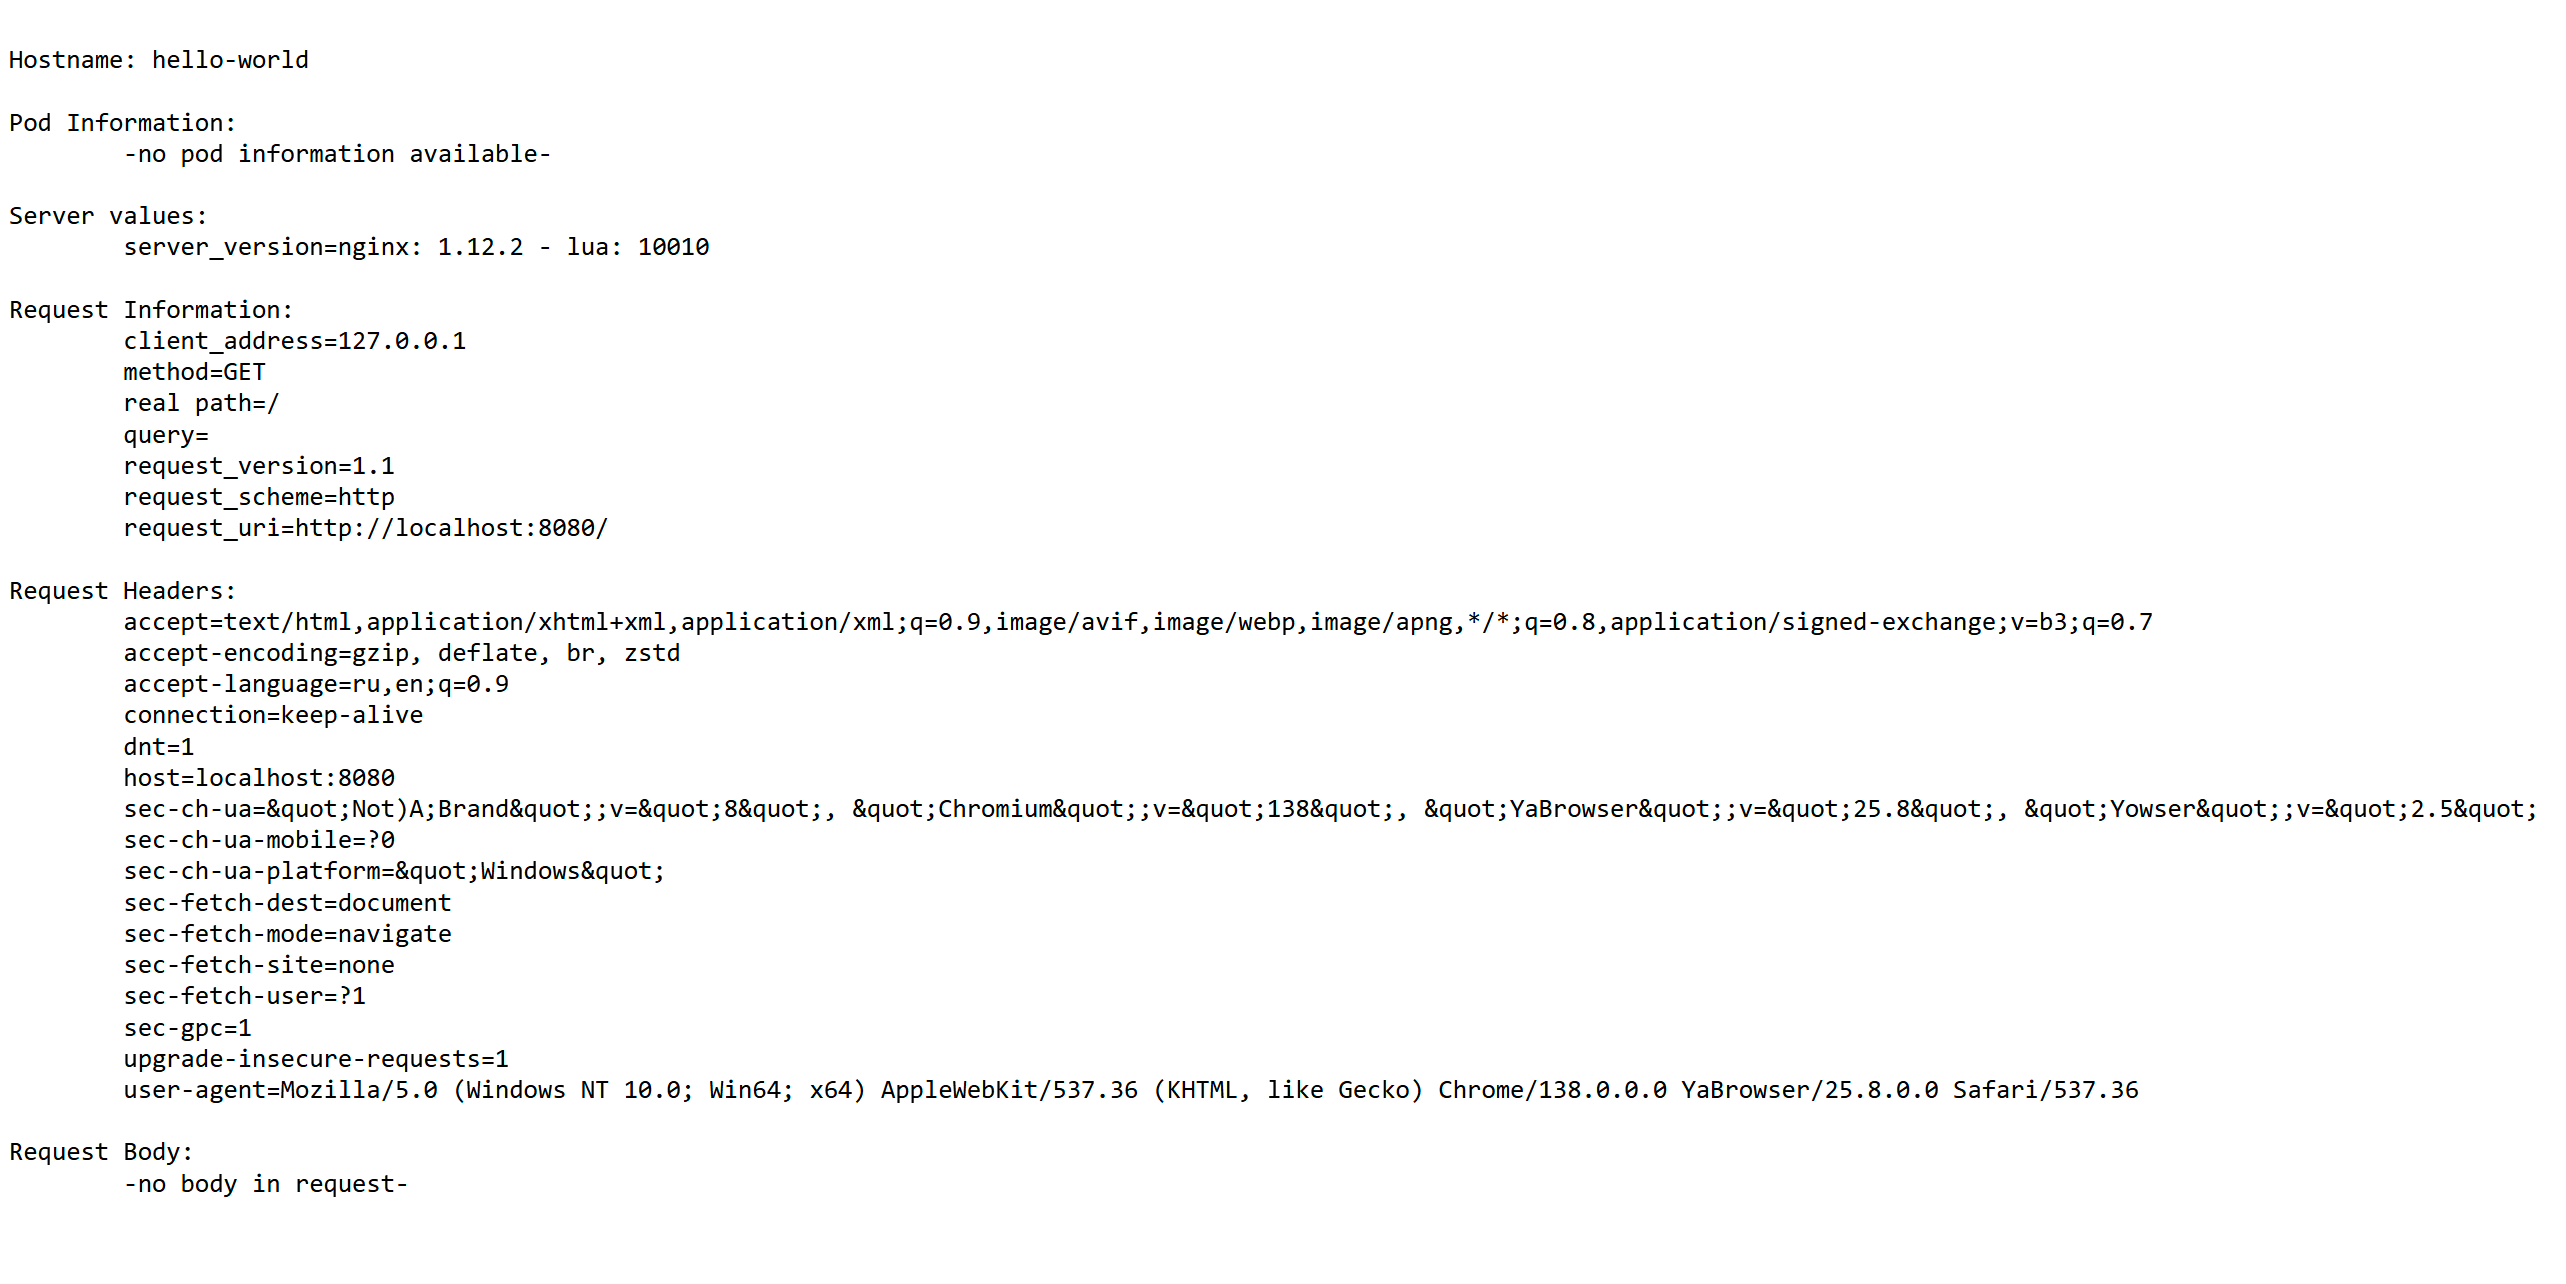 Hostname: hello-world
Pod Information:
-no pod information available-
Server values:
server_version=nginx: 1.12.2 - lua: 10010
Request Information:
client_address=127.0.0.1
method=GET
real path=/
query=
request_version=1.1
request_scheme=http
request_uri=http://localhost:8080/
Request Headers:
accept=text/html,application/xhtml+xml,application/xml;q=0.9,image/avif,image/webp,image/apng,*/*;q=0.8,application/signed-exchange;v=b3;q=0.7
accept-encoding=gzip, deflate, br, zstd
accept-language=ru,en;q=0.9
connection=keep-alive
dnt=1
host=localhost:8080
sec-ch-ua=&quot;Not)A;Brand&quot;;v=&quot;8&quot;, &quot;Chromium&quot;;v=&quot;138&quot;, &quot;YaBrowser&quot;;v=&quot;25.8&quot;, &quot;Yowser&quot;;v=&quot;2.5&quot;
sec-ch-ua-mobile=?0
sec-ch-ua-platform=&quot;Windows&quot;
sec-fetch-dest=document
sec-fetch-mode=navigate
sec-fetch-site=none
sec-fetch-user=?1
sec-gpc=1
upgrade-insecure-requests=1
user-agent=Mozilla/5.0 (Windows NT 10.0; Win64; x64) AppleWebKit/537.36 (KHTML, like Gecko) Chrome/138.0.0.0 YaBrowser/25.8.0.0 Safari/537.36
Request Body:
-no body in request-